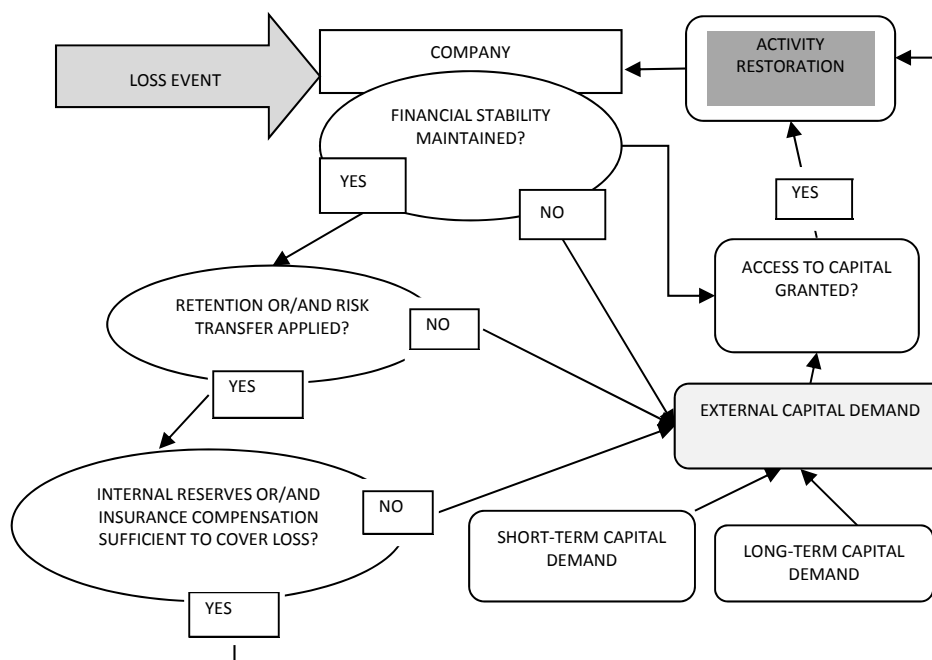 COMPANY
ACTIVITY
RESTORATION
LOSS EVENT
FINANCIAL STABILITY
MAINTAINED?
YES
NO
YES
ACCESS TO CAPITAL
GRANTED?
RETENTION OR/AND RISK
TRANSFER APPLIED?
NO
YES
EXTERNAL CAPITAL DEMAND
INTERNAL RESERVES OR/AND
INSURANCE COMPENSATION
SUFFICIENT TO COVER LOSS?
NO
SHORT-TERM CAPITAL
DEMAND
LONG-TERM CAPITAL
DEMAND
YES